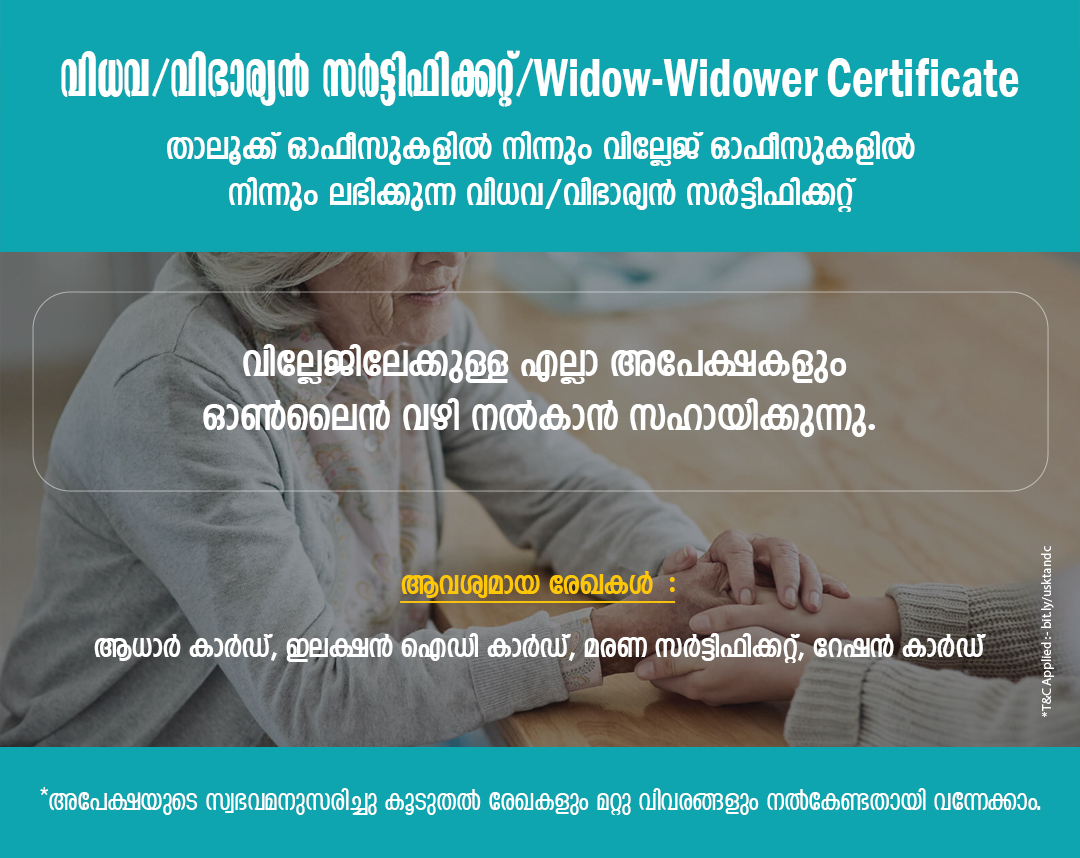 വിധവ/വിഭാര്യൻ സർട്ടിഫിക്കറ്റ്/Widow-Widower Certificate
താലൂക്ക് ഓഫീസുകളിൽ നിന്നും വില്ലേജ് ഓഫീസുകളിൽ
നിന്നും ലഭിക്കുന്ന വിധവ/വിഭാര്യൻ സർട്ടിഫിക്കറ്റ്
വില്ലേജിലേക്കുള്ള എല്ലാ അപേക്ഷകളും
ഓൺലൈൻ വഴി നൽകാൻ സഹായിക്കുന്നു.
ആവശ്യമായ രേഖകൾ :
ആധാർ കാർഡ്, ഇലക്ഷൻ ഐഡി കാർഡ്, മരണ സർട്ടിഫിക്കറ്റ്, റേഷൻ കാർഡ്
*T&C Applied :- bit.ly/usktandc
*അപേക്ഷയുടെ സ്വഭവമനുസരിച്ചു കൂടുതൽ രേഖകളും മറ്റു വിവരങ്ങളും നൽകേണ്ടതായി വന്നേക്കാം.